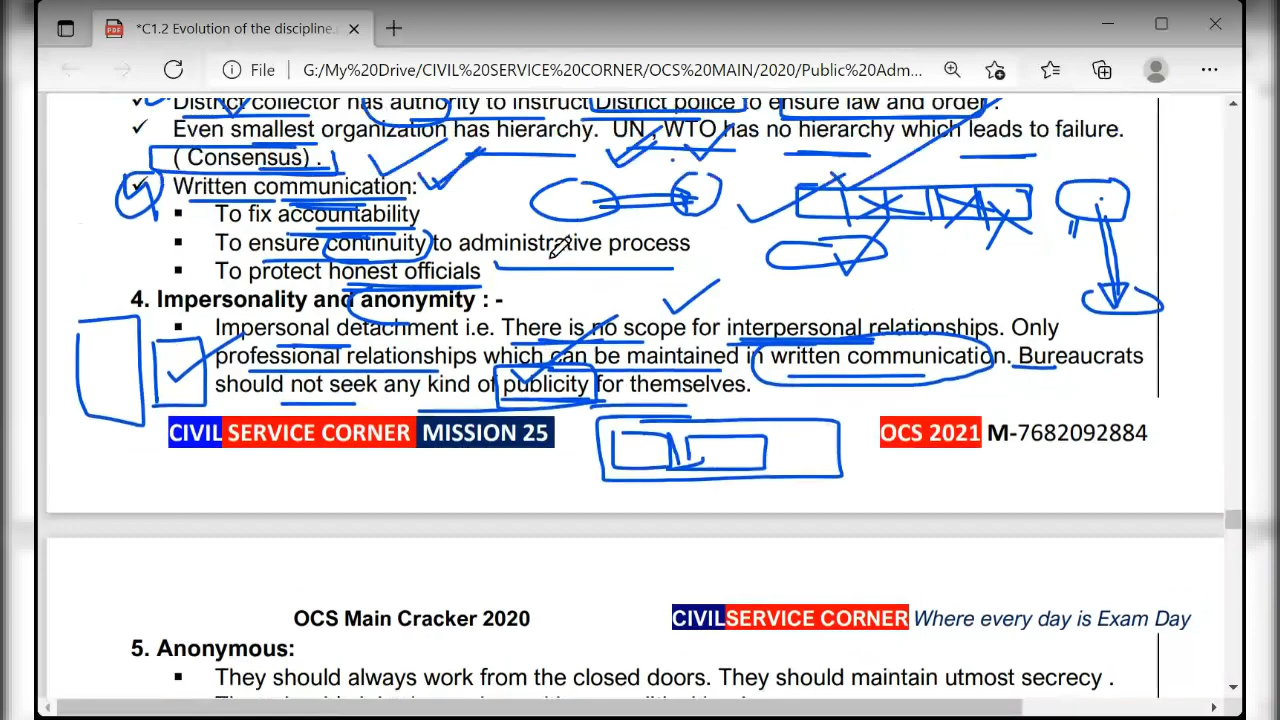 *C1.2 Evolution of the discipline.
File G:/My%20Drive/CIVIL%20SERVICE%20CORNER/OCS%20MAIN/2020/Public%20Adm...
District collector has authority to instruct District police to ensure law and order .
Even smallest organization has hierarchy. UN , WTO has no hierarchy which leads to failure.
( Consensus) .
Written communication:
To fix accountability
To ensure continuity to administrative process
To protect honest officials
4. Impersonality and anonymity : -
Impersonal detachment i.e. There is no scope for interpersonal relationships. Only
professional relationships which can be maintained in written communication. Bureaucrats
should not seek any kind of publicity for themselves.
CIVIL SERVICE CORNER MISSION 25 OCS 2021 M-7682092884
OCS Main Cracker 2020 CIVIL SERVICE CORNER Where every day is Exam Day
5. Anonymous:
They should always work from the closed doors. They should maintain utmost secrecy .